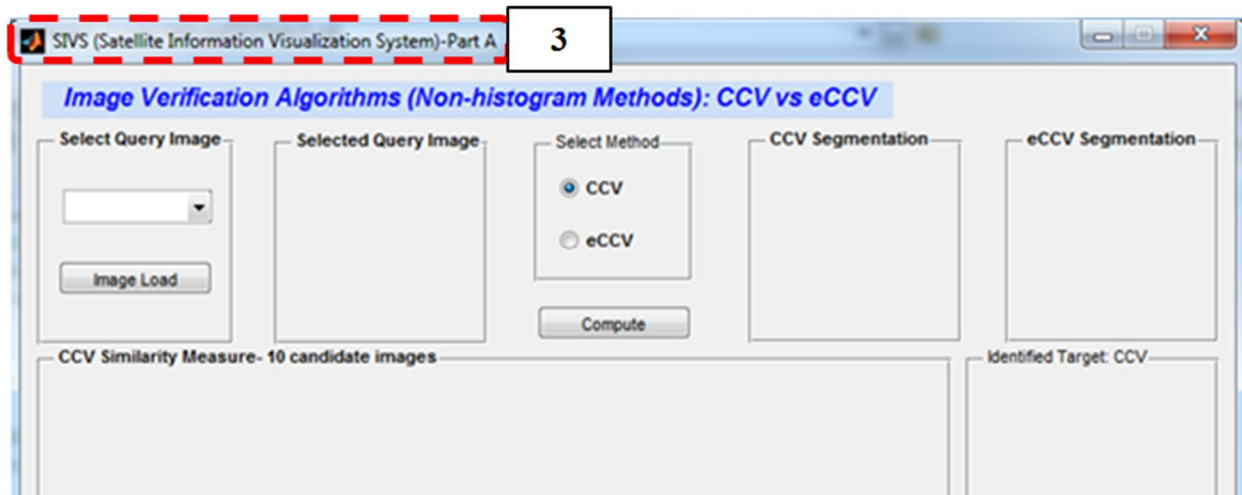 SIVS (Satellite Information Visualization System)-Part A
3
Image Verification Algorithms (Non-histogram Methods): CCV vs eCCV
Select Query Image
Selected Query Image
Select Method
CCV Segmentation
eCCV Segmentation
CCV
eCCV
Image Load
Compute
CCV Similarity Measure- 10 candidate images
Identified Target: CCV